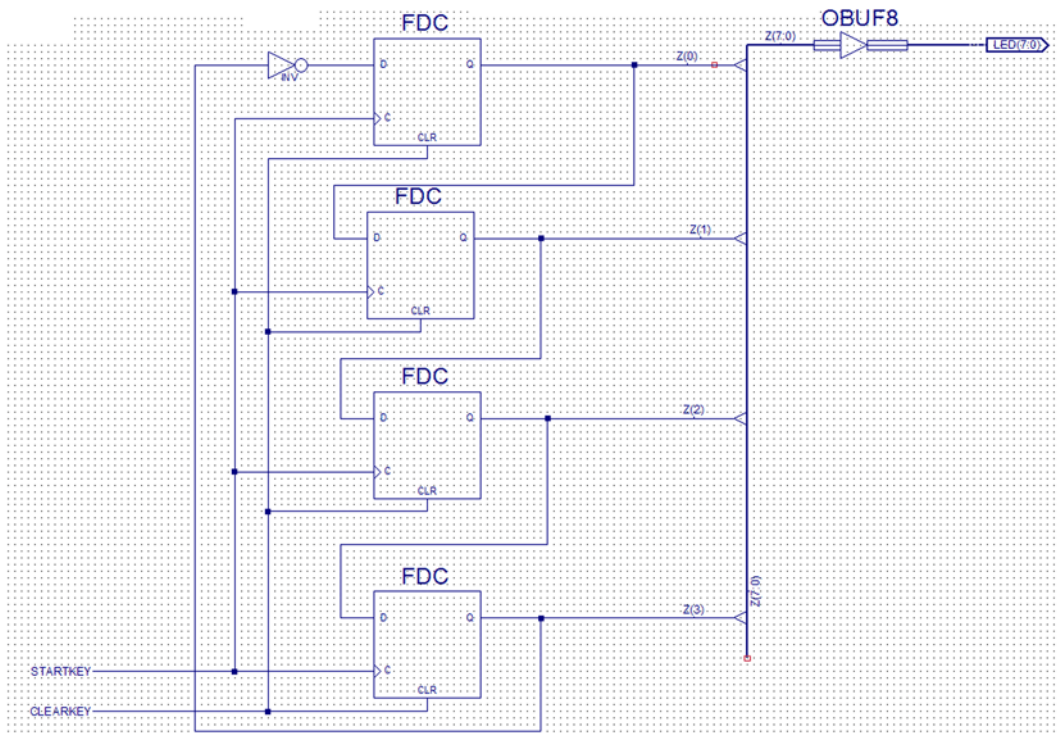 FDC
OBUF8
Z(7:0)
LED(7:0)
INV
D
Q
Z(0)
C
CLR
FDC
D
Q
Z(1)
C
CLR
FDC
D
Q
Z(2)
C
CLR
FDC
Z(7:0)
D
Q
Z(3)
STARTKEY
C
CLR
CLEARKEY